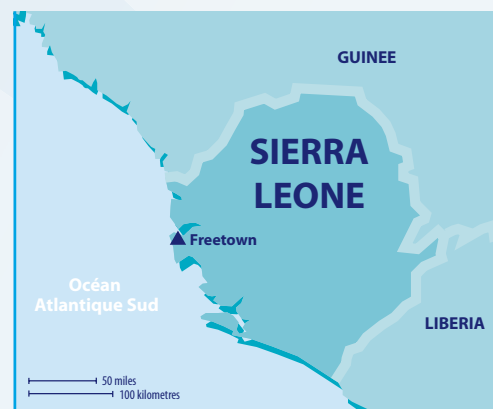 GUINEE
SIERRA
LEONE
Freetown
Océan
Atlantique Sud
LIBERIA
50 miles
100 kilometres